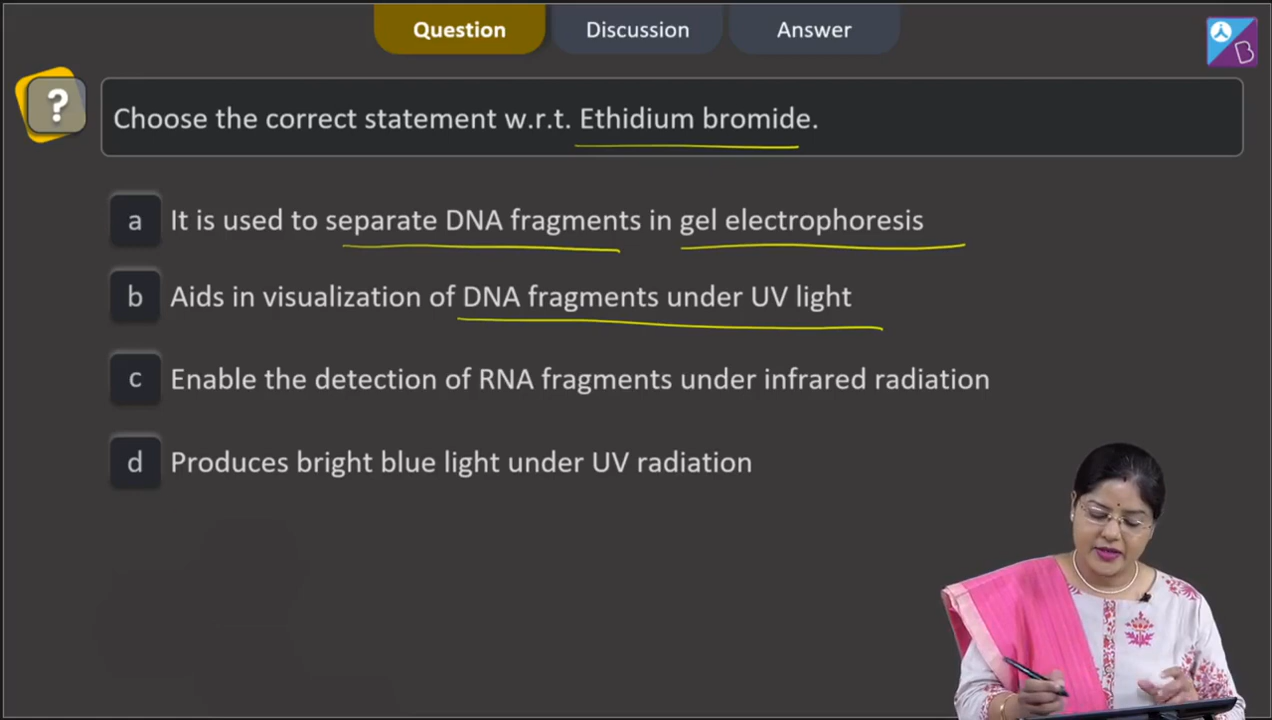 Question Discussion Answer
B
?
Choose the correct statement w.r.t. Ethidium bromide.
a It is used to separate DNA fragments in gel electrophoresis
b Aids in visualization of DNA fragments under UV light
c Enable the detection of RNA fragments under infrared radiation
d Produces bright blue light under UV radiation